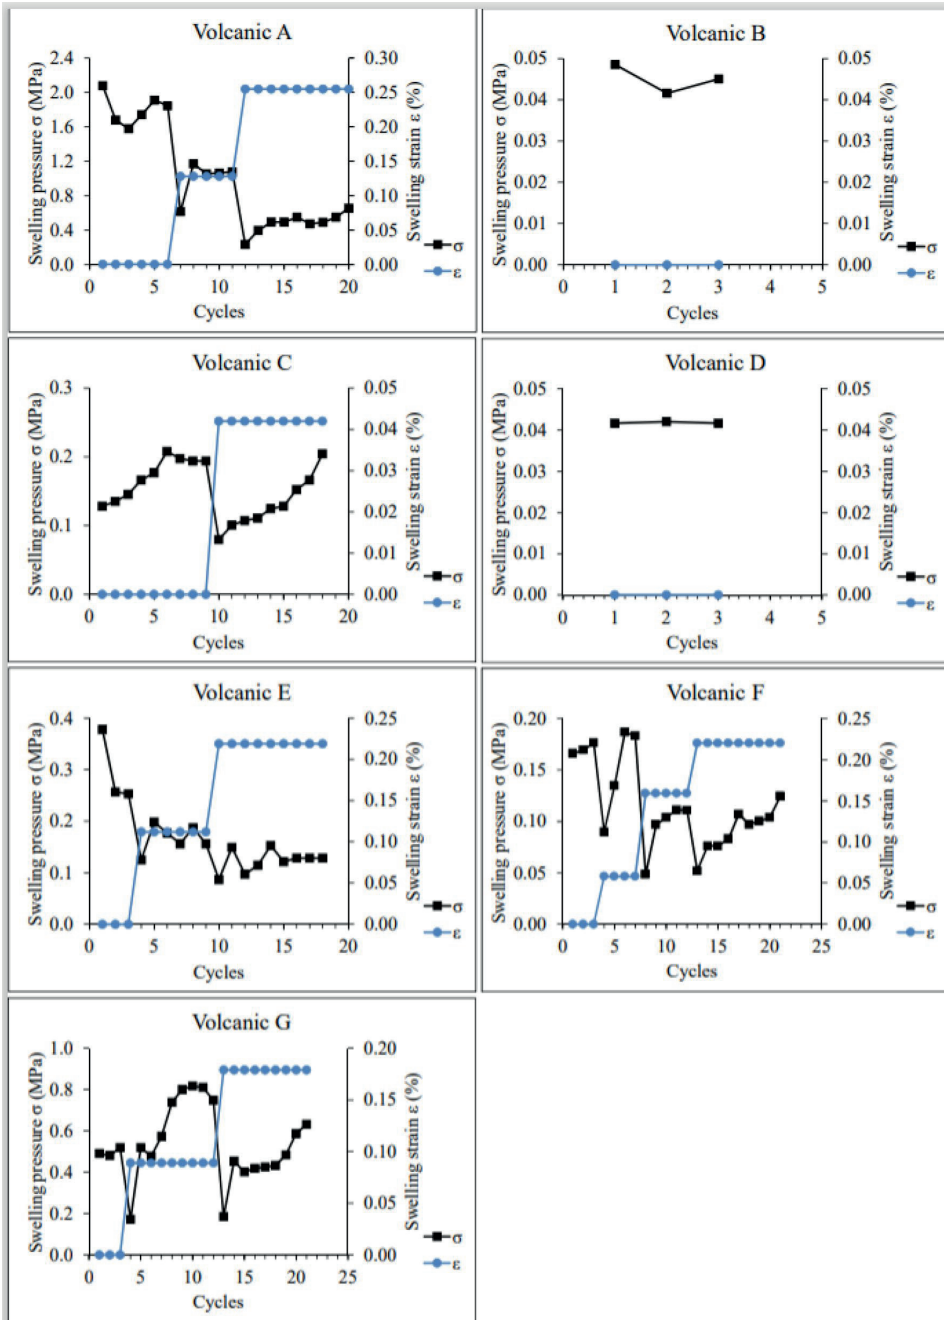 Volcanic A
Swelling pressure σ (MPa)
2.4
2.0
1.6
1.2
0.8
0.4
0.0
0 5 10 15 20
Cycles
0.30
0.25
0.20
0.15
0.10
0.05
0.00
Swelling strain ε (%)
σ
ε
Volcanic B
Swelling pressure σ (MPa)
0.05
0.04
0.03
0.02
0.01
0.00
0 1 2 3 4 5
Cycles
0.05
0.04
0.03
0.02
0.01
0.00
Swelling strain ε (%)
σ
ε
Volcanic C
Swelling pressure σ (MPa)
0.3
0.2
0.1
0.0
0 5 10 15 20
Cycles
0.05
0.04
0.03
0.02
0.01
0.00
Swelling strain ε (%)
σ
ε
Volcanic D
Swelling pressure σ (MPa)
0.05
0.04
0.03
0.02
0.01
0.00
0 1 2 3 4 5
Cycles
0.05
0.04
0.03
0.02
0.01
0.00
Swelling strain ε (%)
σ
ε
Volcanic E
Swelling pressure σ (MPa)
0.4
0.3
0.2
0.1
0.0
0 5 10 15 20
Cycles
0.25
0.20
0.15
0.10
0.05
0.00
Swelling strain ε (%)
σ
ε
Volcanic F
Swelling pressure σ (MPa)
0.20
0.15
0.10
0.05
0.00
0 5 10 15 20 25
Cycles
0.25
0.20
0.15
0.10
0.05
0.00
Swelling strain ε (%)
σ
ε
Volcanic G
Swelling pressure σ (MPa)
1.0
0.8
0.6
0.4
0.2
0.0
0 5 10 15 20 25
Cycles
0.20
0.15
0.10
0.05
0.00
Swelling strain ε (%)
σ
ε